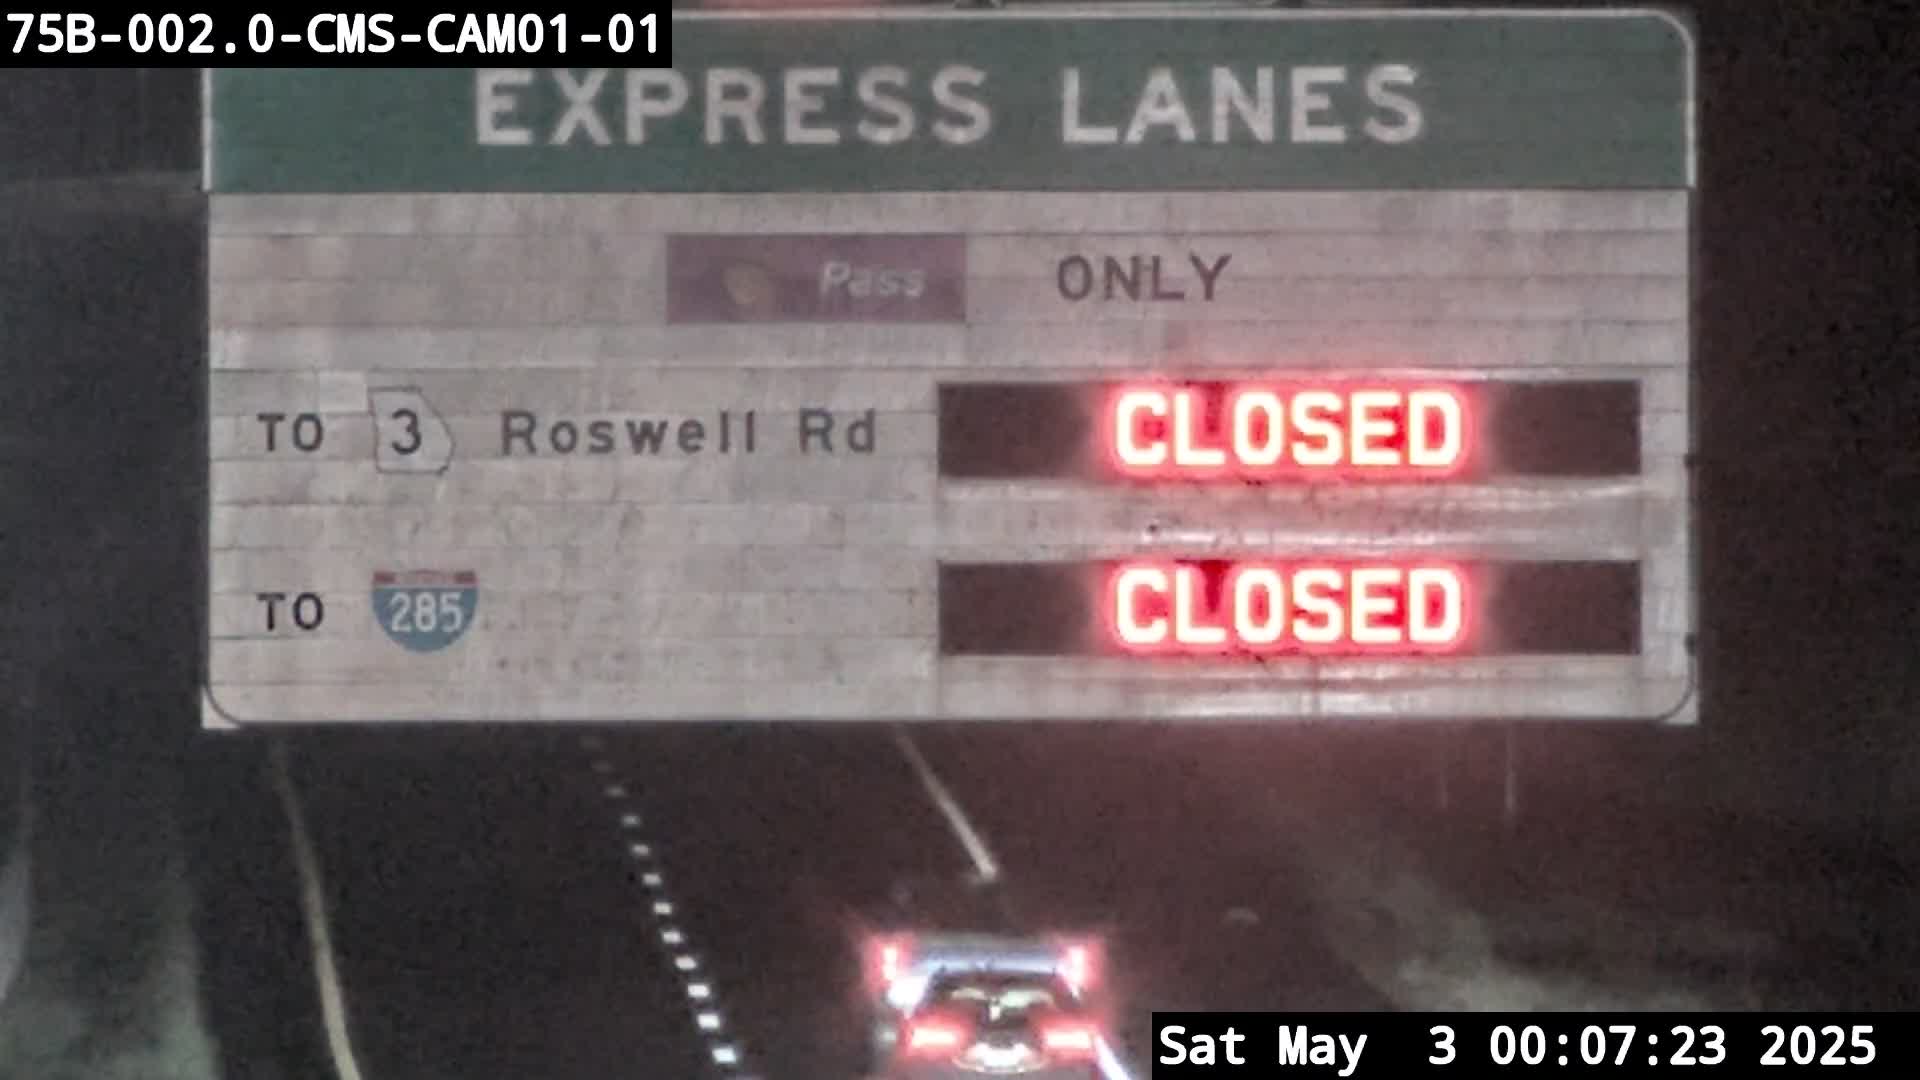 75B-002.0-CMS-CAM01-01
EXPRESS LANES
Pass ONLY
TO 3 Roswell Rd CLOSED
TO 285 CLOSED
Sat May 3 00:07:23 2025